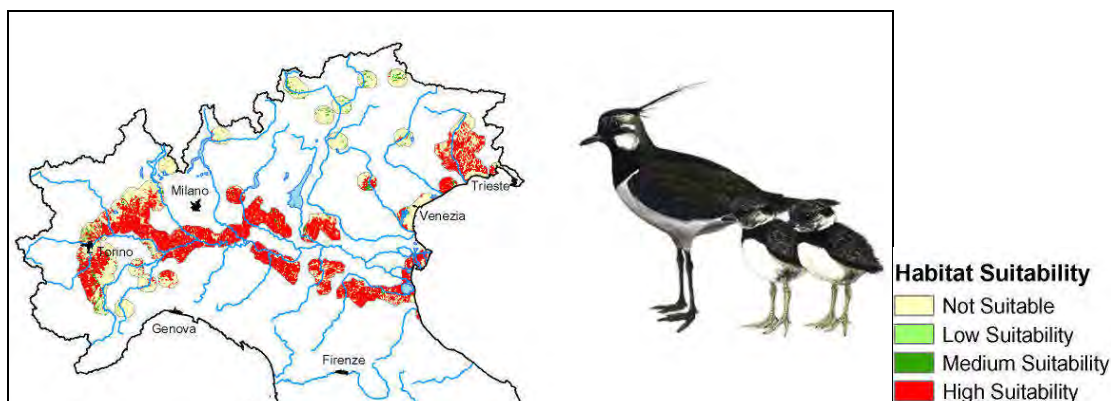 Milano
Trieste
Venezia
Torino
Genova
Firenze
Habitat Suitability
Not Suitable
Low Suitability
Medium Suitability
High Suitability